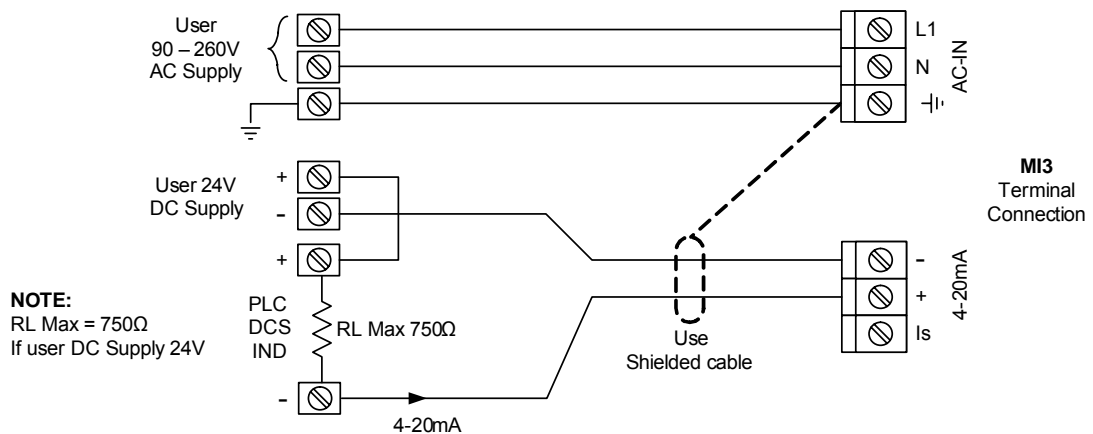 User
90 – 260V
AC Supply
L1
N
AC-IN
MI3
Terminal
Connection
User 24V
DC Supply
+
-
+
NOTE:
RL Max = 750Ω
If user DC Supply 24V
PLC
DCS
IND
RL Max 750Ω
-
4-20mA
Use
Shielded cable
-
+
Is
4-20mA